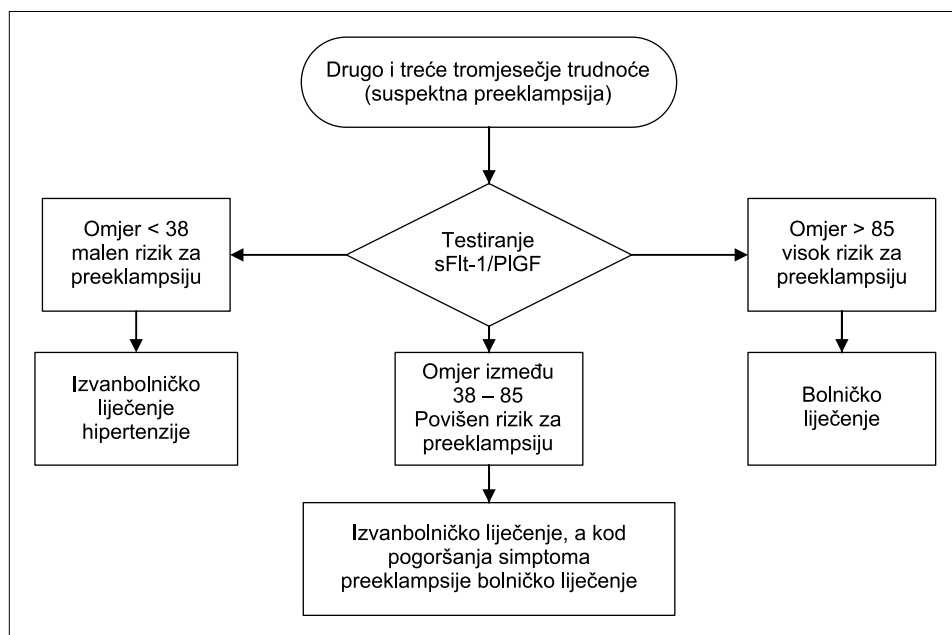 Drugo i treće tromjesečje trudnoće
(suspektna preeklampsija)
Testiranje
sFlt-1/PlGF
Omjer < 38
malen rizik za
preeklampsiju
Omjer > 85
visok rizik za
preeklampsiju
Izvanbolničko
liječenje
hipertenzije
Omjer između
38 – 85
Povišen rizik za
preeklampsiju
Bolničko
liječenje
Izvanbolničko liječenje, a kod
pogoršanja simptoma
preeklampsije bolničko liječenje